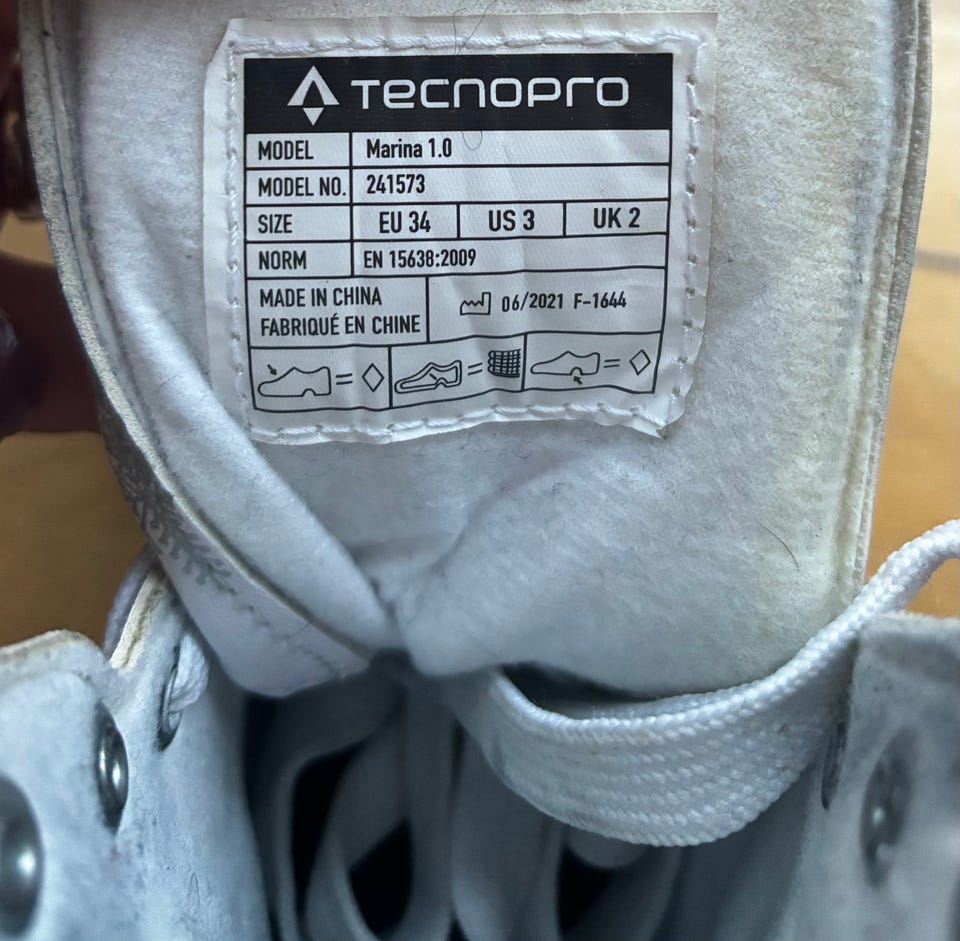 TECNOPRO
MODEL Marina 1.0
MODEL NO. 241573
SIZE EU 34 US 3 UK 2
NORM EN 15638:2009
MADE IN CHINA
FABRIQUÉ EN CHINE
06/2021 F-1644
= =  =